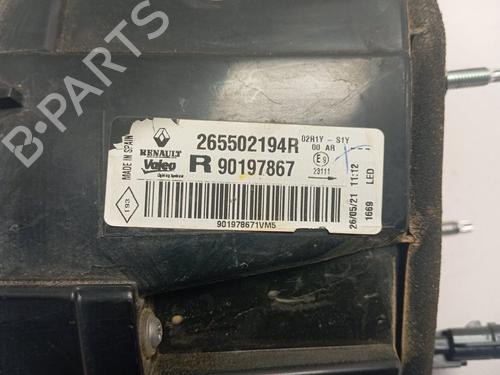 B-PARTS
MADE IN SPAIN
RENAULT
265502194R
02R1Y - S1Y
00 AR
Valeo
R 90197867
E9
23111
193
901978671VM5
26/05/21 11:12
1669 LED